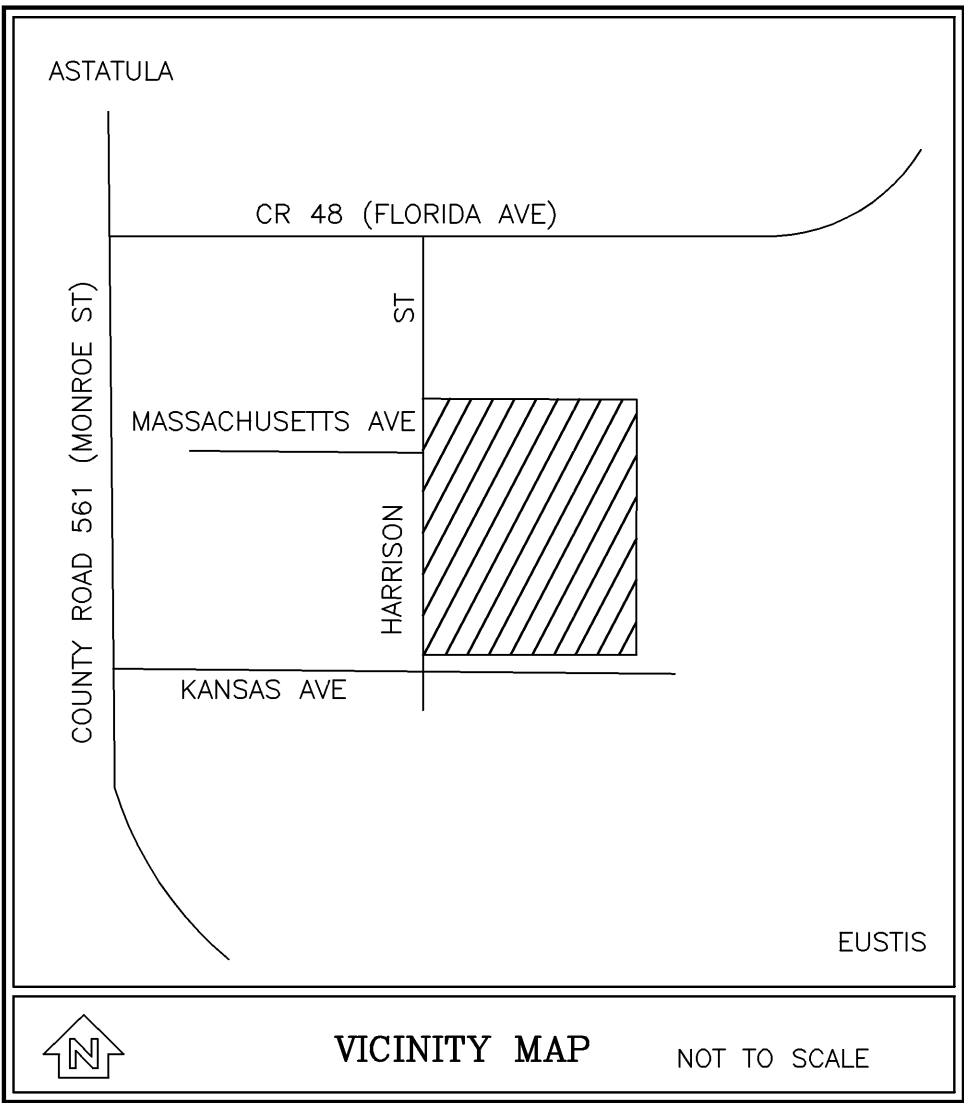 ASTATULA
CR 48 (FLORIDA AVE)
COUNTY ROAD 561 (MONROE ST)
HARRISON ST
MASSACHUSETTS AVE
KANSAS AVE
EUSTIS
N
VICINITY MAP
NOT TO SCALE